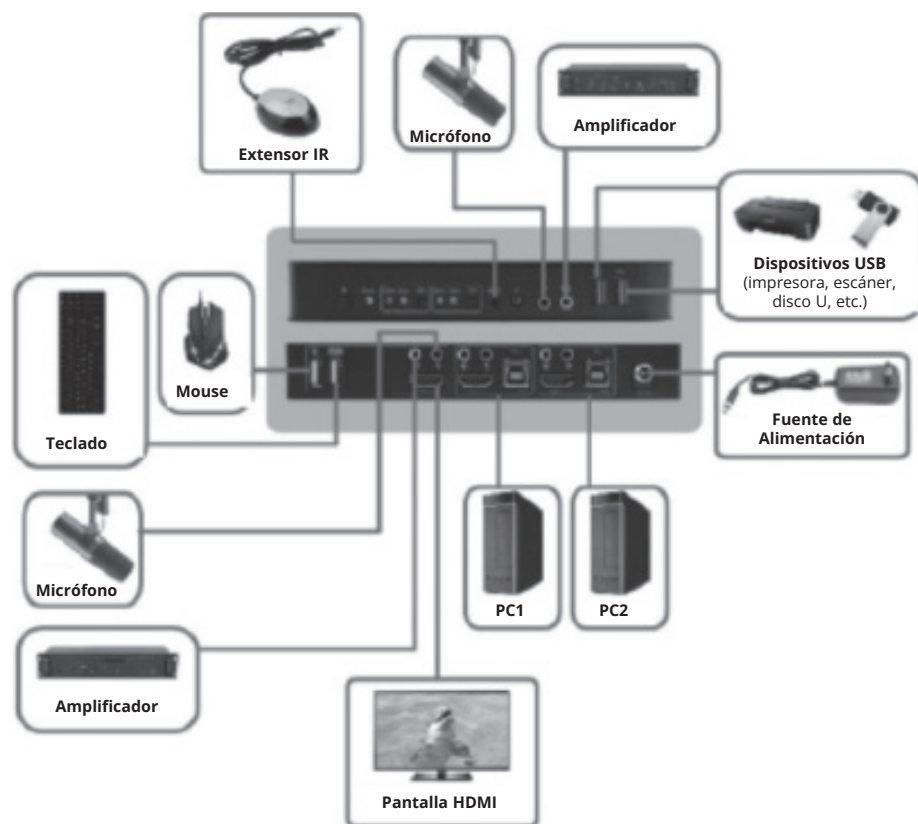 Extensor IR
Micrófono
Amplificador
Dispositivos USB
(impresora, escáner,
disco U, etc.)
Teclado
Mouse
Fuente de
Alimentación
Micrófono
PC1
PC2
Amplificador
Pantalla HDMI